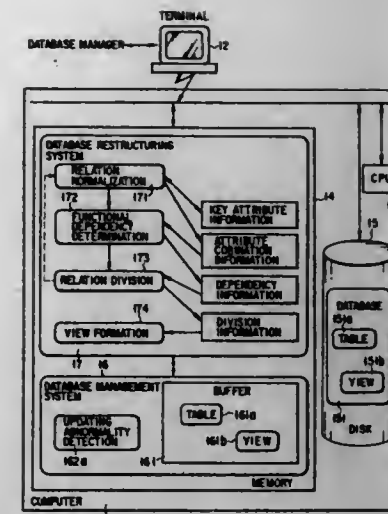 TERMINAL
DATABASE MANAGER
12
DATABASE RESTRUCTURING
SYSTEM
RELATION
NORMALIZATION
171
14
CPU
172
FUNCTIONAL
DEPENDENCY
DETERMINATION
KEY ATTRIBUTE
INFORMATION
ATTRIBUTE
INFORMATION
15
173
RELATION DIVISION
DEPENDENCY
INFORMATION
174
VIEW FORMATION
DIVISION
INFORMATION
DATABASE
151a
TABLE
17
16
DATABASE MANAGEMENT
SYSTEM
BUFFER
151b
VIEW
TABLE
161a
UPDATING
ABNORMALITY
DETECTION
161b
VIEW
151
162a
161
DISK
MEMORY
COMPUTER